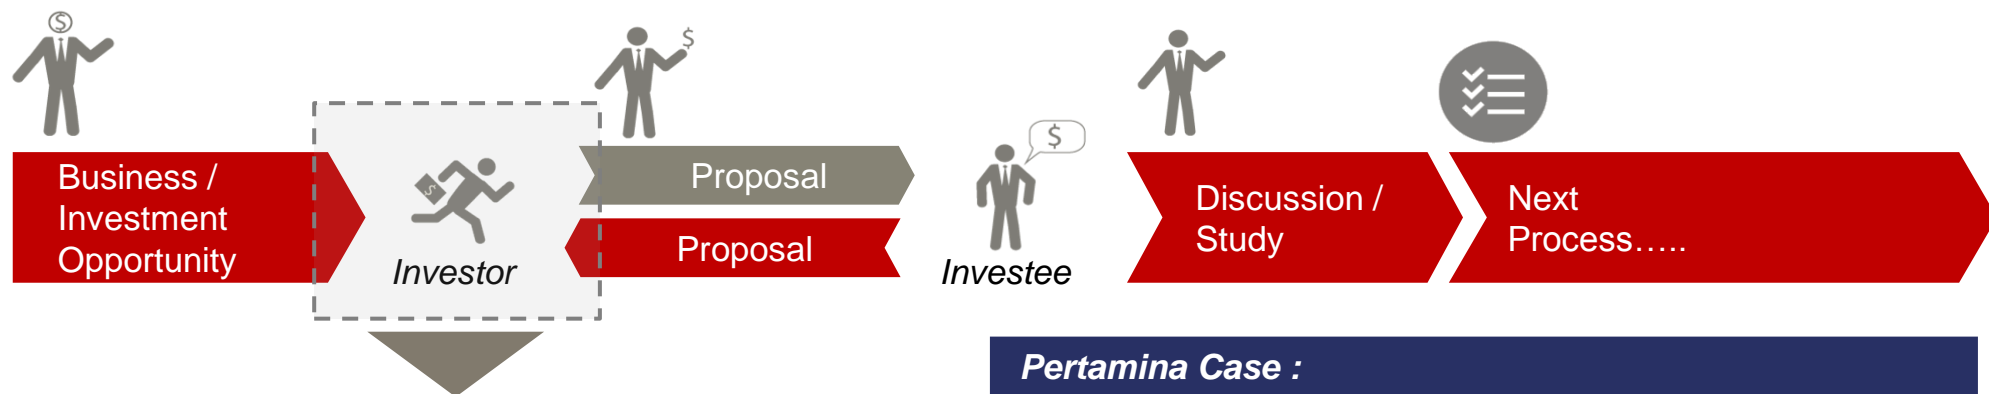 $
$
$
Business /
Investment
Opportunity
$
Investor
Proposal
Proposal
Investee
Discussion /
Study
Next
Process…..
Pertamina Case :